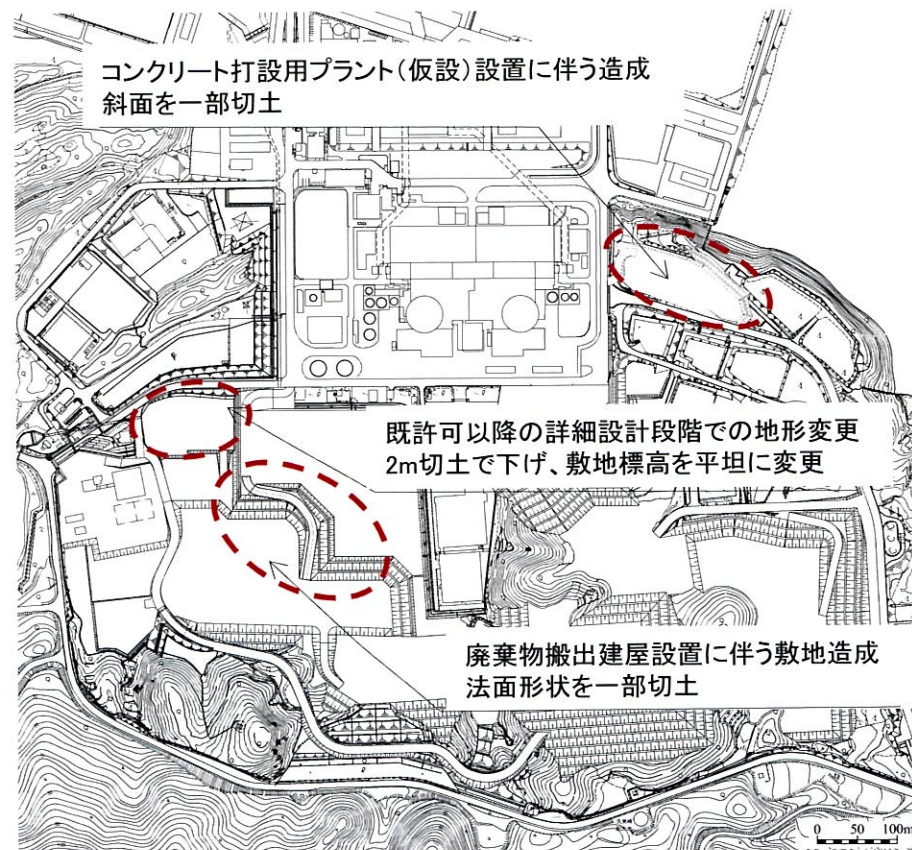 コンクリート打設用プラント(仮設)設置に伴う造成
斜面を一部切土
既許可以降の詳細設計段階での地形変更
2m切土で下げ、敷地標高を平坦に変更
廃棄物搬出建屋設置に伴う敷地造成
法面形状を一部切土
0 50 100m